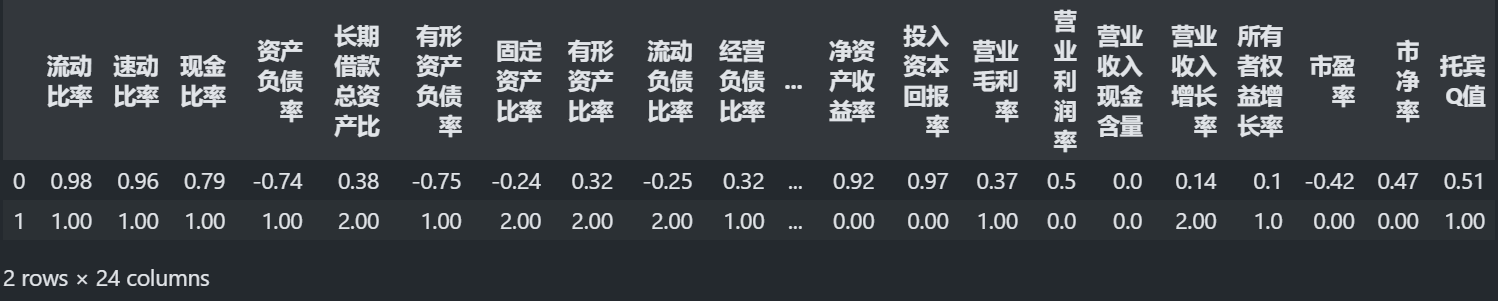 流动比率 速动比率 现金比率 资产负债率 长期借款总资产比 有形资产负债率 固定资产比率 有形资产比率 流动负债比率 经营负债比率 ... 净资产收益率 投入资本回报率 营业毛利率 营业利润率 营业收入现金含量 营业收入增长率 所有者权益增长率 市盈率 市净率 托宾Q值
0 0.98 0.96 0.79 -0.74 0.38 -0.75 -0.24 0.32 -0.25 0.32 ... 0.92 0.97 0.37 0.5 0.0 0.14 0.1 -0.42 0.47 0.51
1 1.00 1.00 1.00 1.00 2.00 1.00 2.00 2.00 2.00 1.00 ... 0.00 0.00 1.00 0.0 0.0 2.00 1.0 0.00 0.00 1.00
2 rows × 24 columns